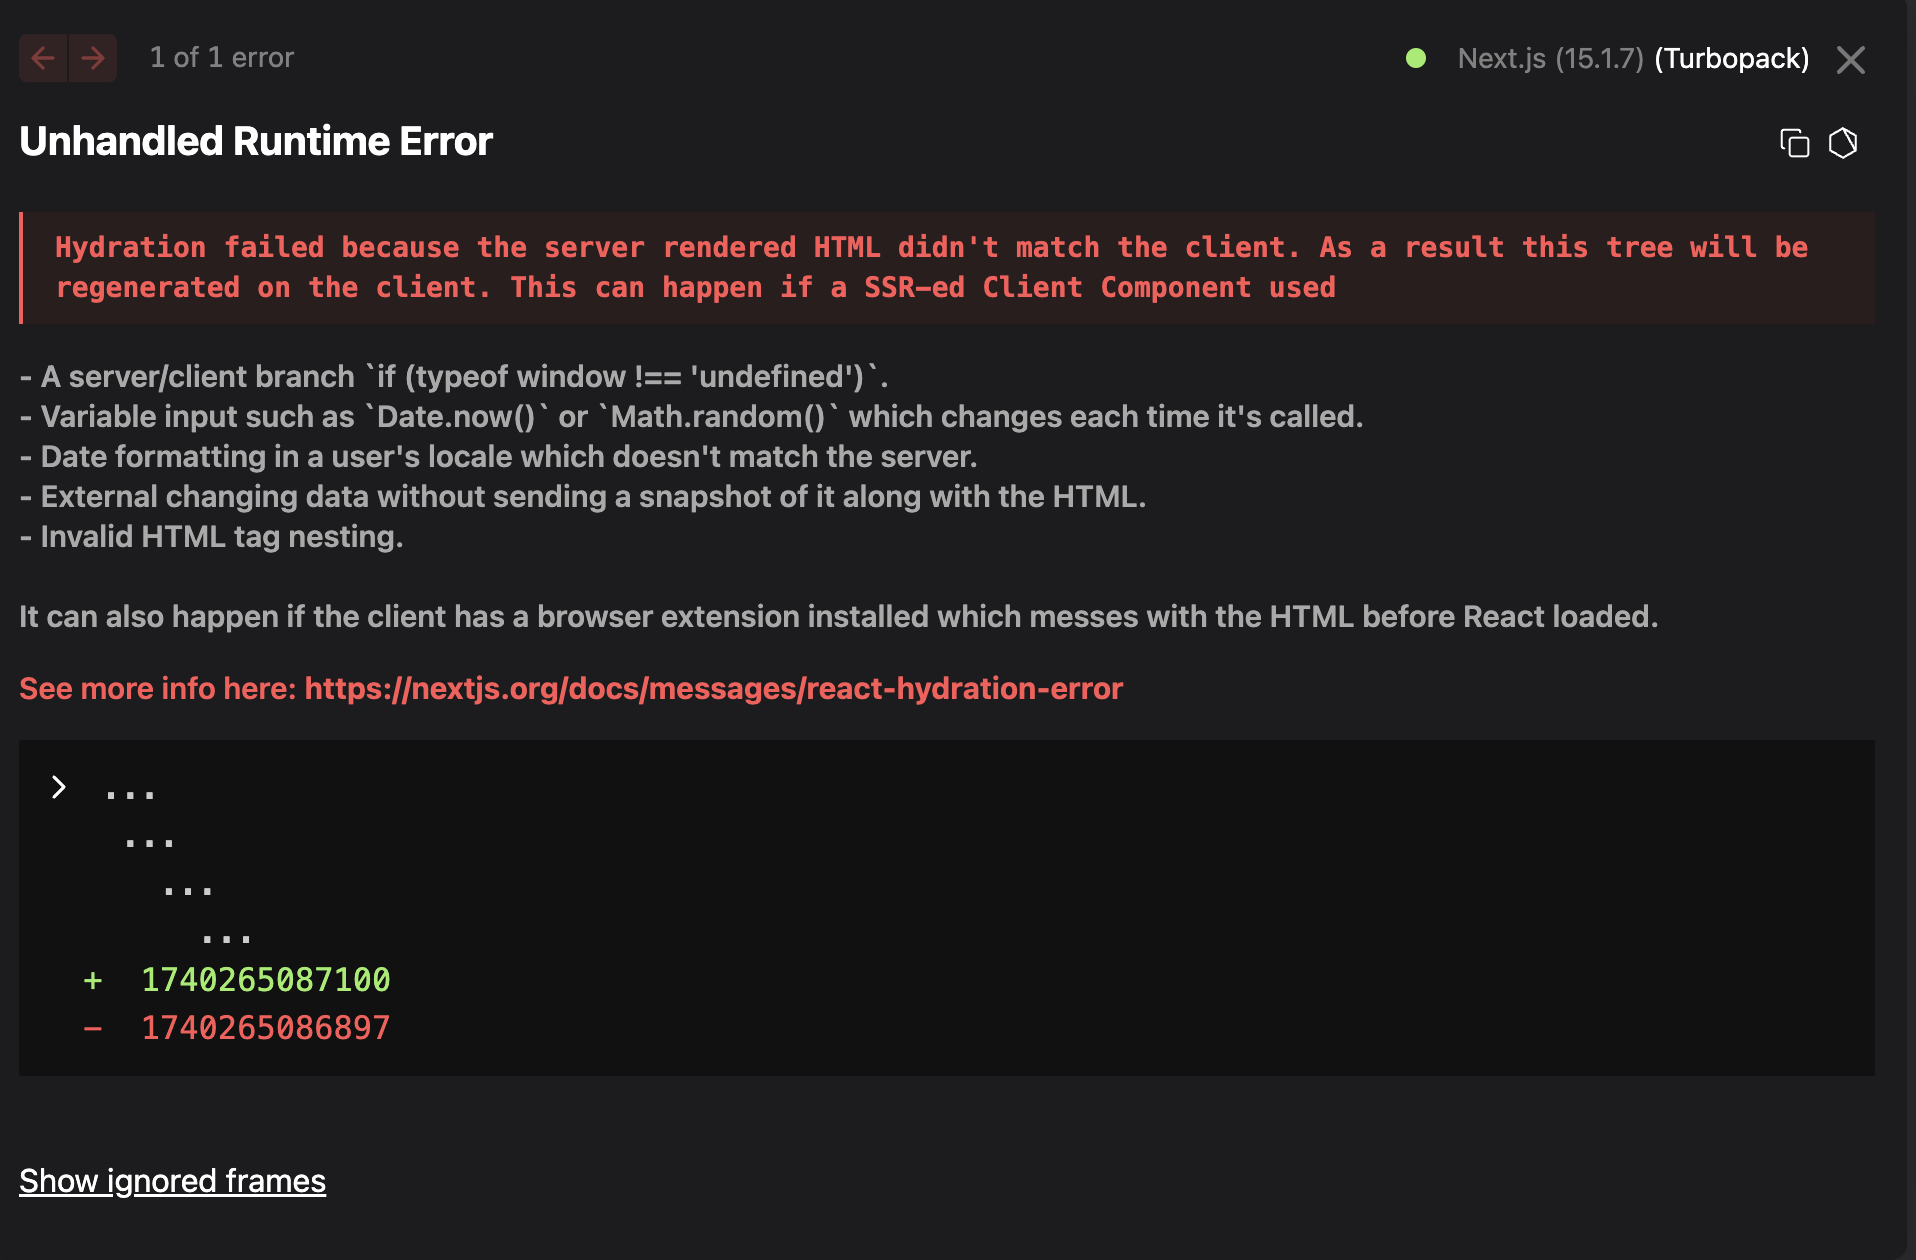 1 of 1 error
Next.js (15.1.7) (Turbopack)
Unhandled Runtime Error
Hydration failed because the server rendered HTML didn't match the client. As a result this tree will be
regenerated on the client. This can happen if a SSR-ed Client Component used
- A server/client branch `if (typeof window !== 'undefined')`.
- Variable input such as `Date.now()` or `Math.random()` which changes each time it's called.
- Date formatting in a user's locale which doesn't match the server.
- External changing data without sending a snapshot of it along with the HTML.
- Invalid HTML tag nesting.
It can also happen if the client has a browser extension installed which messes with the HTML before React loaded.
See more info here: https://nextjs.org/docs/messages/react-hydration-error
...
...
...
...
+ 1740265087100
- 1740265086897
Show ignored frames